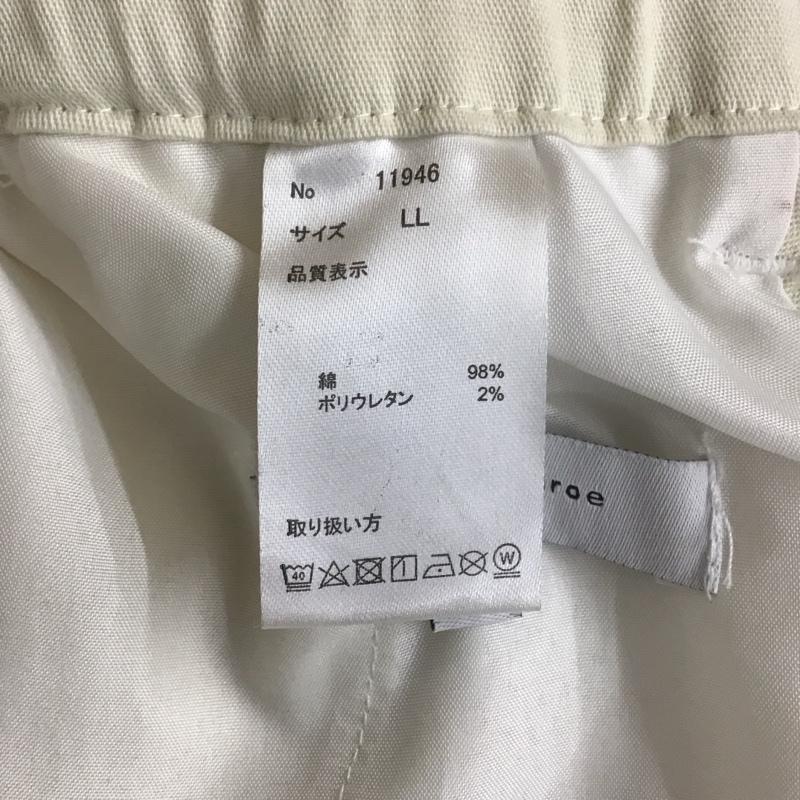 No 11946
サイズ LL
品質表示
綿 98%
ポリウレタン 2%
取り扱い方
40 W
roe